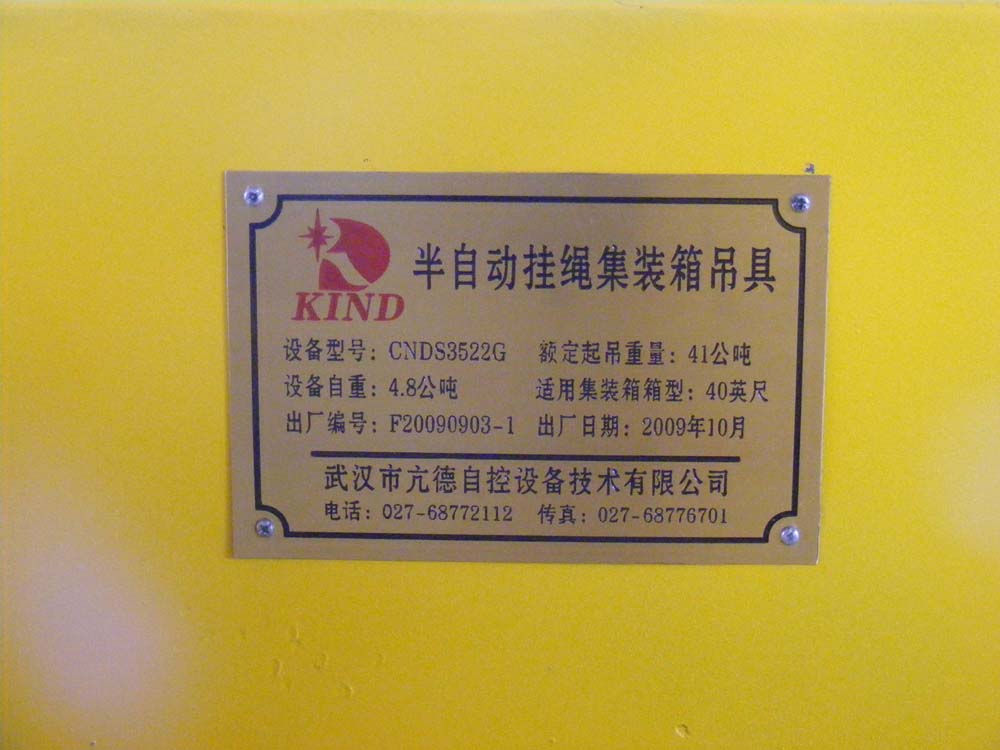 KIND
半自动挂绳集装箱吊具
设备型号：CNDS3522G 额定起吊重量：41公吨
设备自重：4.8公吨 适用集装箱箱型：40英尺
出厂编号：F20090903-1 出厂日期：2009年10月
武汉市亢德自控设备技术有限公司
电话：027-68772112 传真：027-68776701